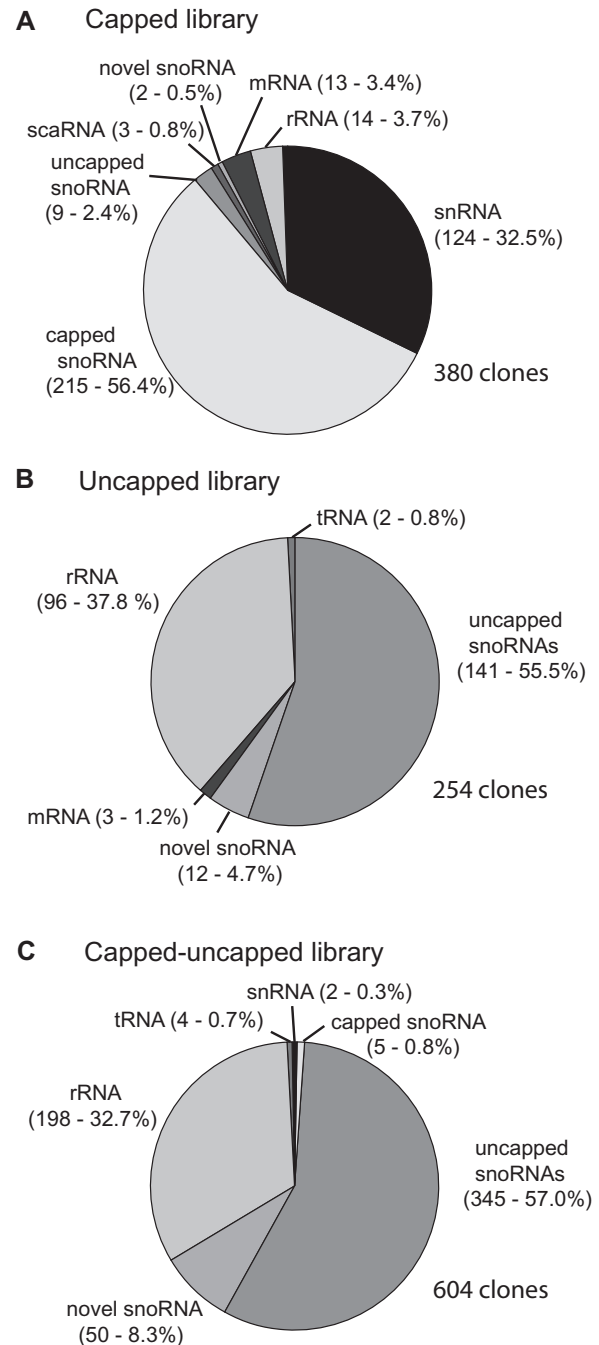 A Capped library
novel snoRNA
(2 - 0.5%)
mRNA (13 - 3.4%)
scaRNA (3 - 0.8%)
rRNA (14 - 3.7%)
uncapped
snoRNA
(9 - 2.4%)
snRNA
(124 - 32.5%)
capped
snoRNA
(215 - 56.4%)
380 clones
B Uncapped library
tRNA (2 - 0.8%)
rRNA
(96 - 37.8 %)
uncapped
snoRNAs
(141 - 55.5%)
254 clones
mRNA (3 - 1.2%)
novel snoRNA
(12 - 4.7%)
C Capped-uncapped library
snRNA (2 - 0.3%)
tRNA (4 - 0.7%)
capped snoRNA
(5 - 0.8%)
rRNA
(198 - 32.7%)
uncapped
snoRNAs
(345 - 57.0%)
604 clones
novel snoRNA
(50 - 8.3%)